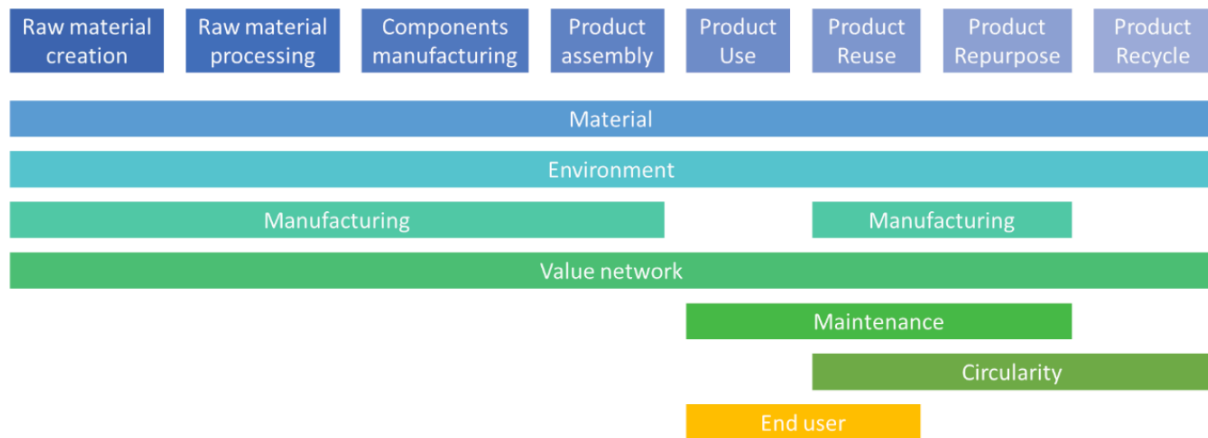 Raw material
creation
Raw material
processing
Components
manufacturing
Product
assembly
Product
Use
Product
Reuse
Product
Repurpose
Product
Recycle
Material
Environment
Manufacturing
Manufacturing
Value network
Maintenance
Circularity
End user